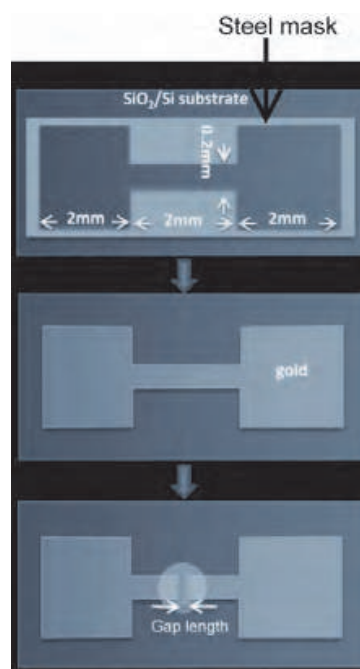 Steel mask
SiO₂/Si substrate
0.2mm
2mm
2mm
2mm
gold
Gap length